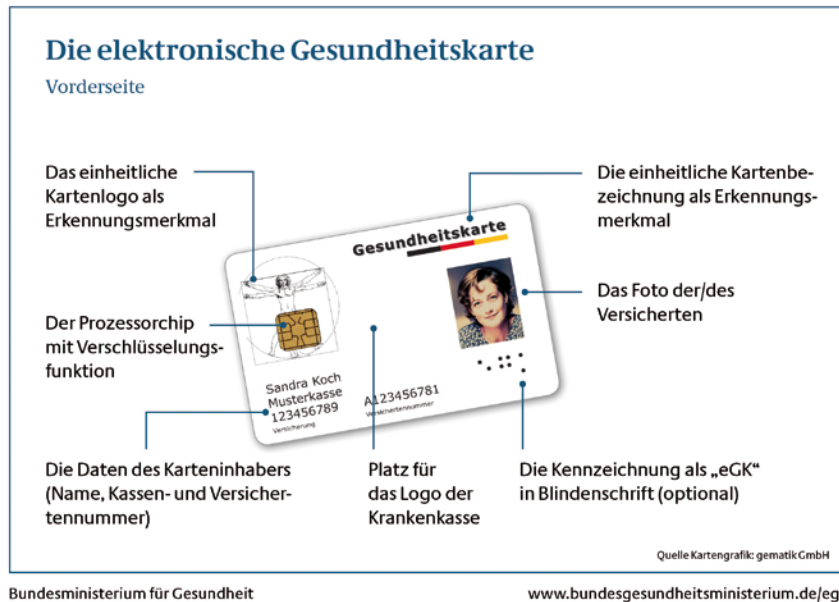 Die elektronische Gesundheitskarte
Vorderseite
Das einheitliche
Kartenlogo als
Erkennungsmerkmal
Die einheitliche Kartenbe-
zeichnung als Erkennungs-
merkmal
Gesundheitskarte
Das Foto der/des
Versicherten
Der Prozessorchip
mit Verschlüsselungs-
funktion
Sandra Koch
Musterkasse
123456789
Versicherung
A123456781
Versichertennummer
Die Daten des Karteninhabers
(Name, Kassen- und Versicher-
tennummer)
Platz für
das Logo der
Krankenkasse
Die Kennzeichnung als „eGK“
in Blindenschrift (optional)
Quelle Kartengrafik: gematik GmbH
Bundesministerium für Gesundheit
www.bundesgesundheitsministerium.de/eg